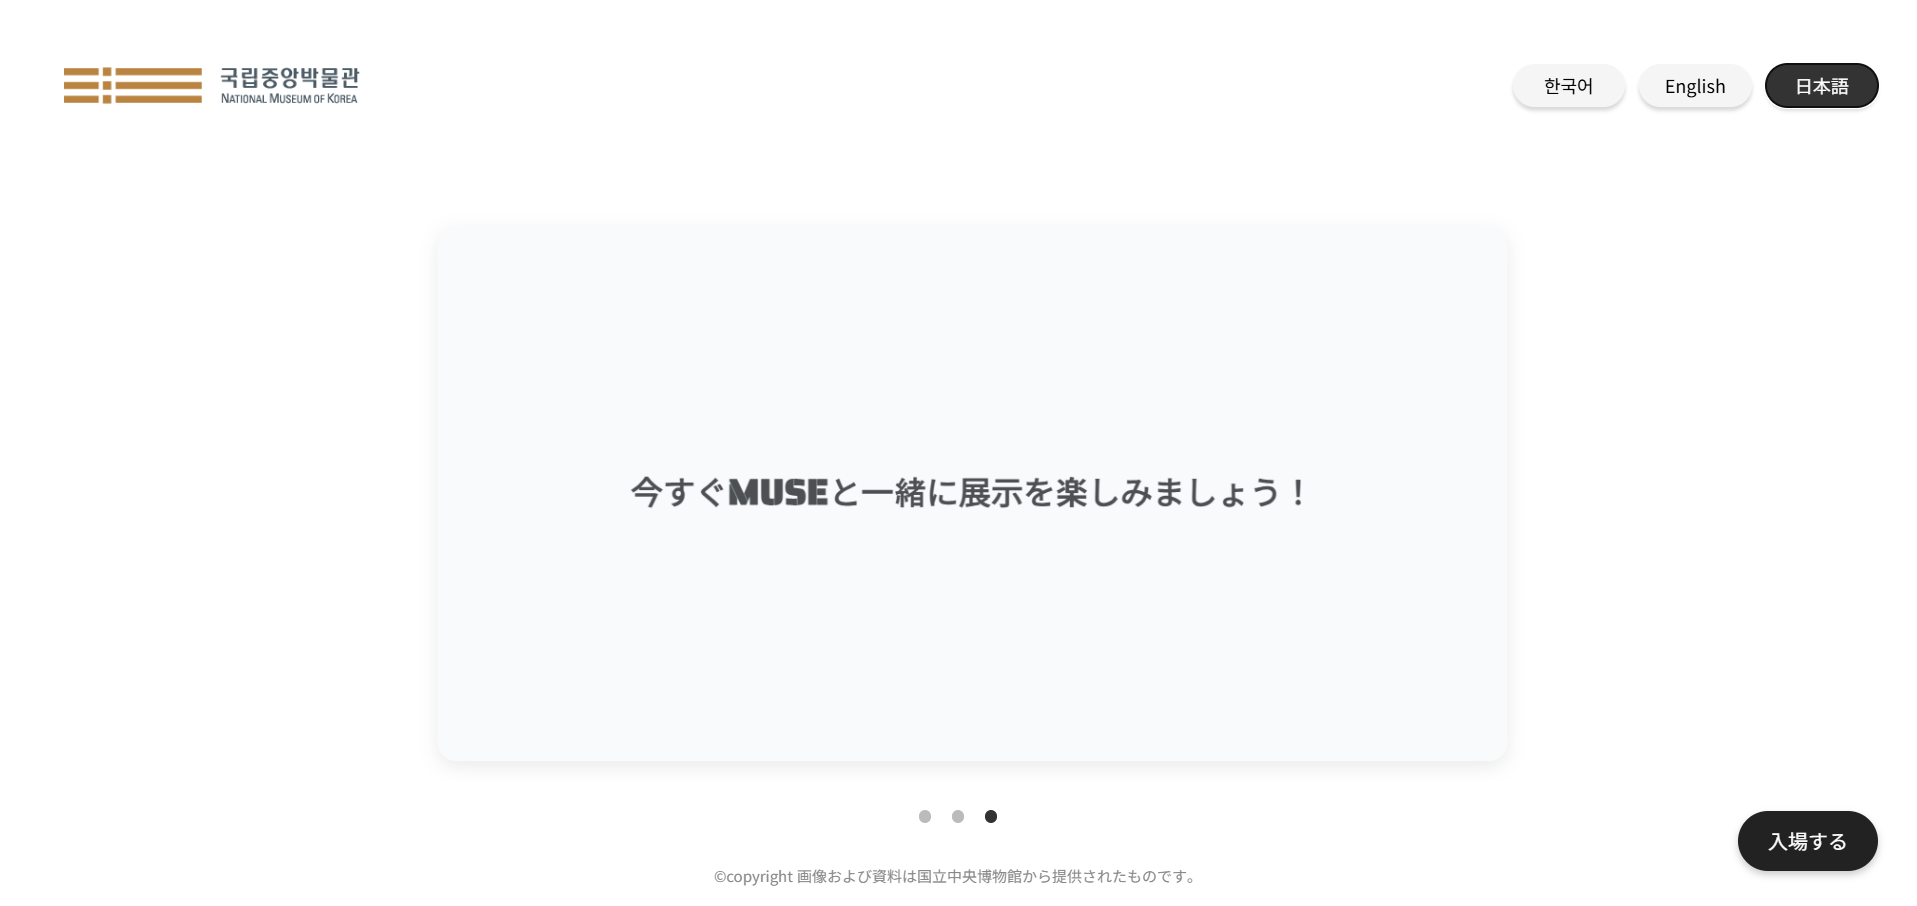 국립중앙박물관
NATIONAL MUSEUM OF KOREA
한국어
English
日本語
今すぐMUSEと一緒に展示を楽しみましょう！
入場する
©copyright 画像および資料は国立中央博物館から提供されたものです。